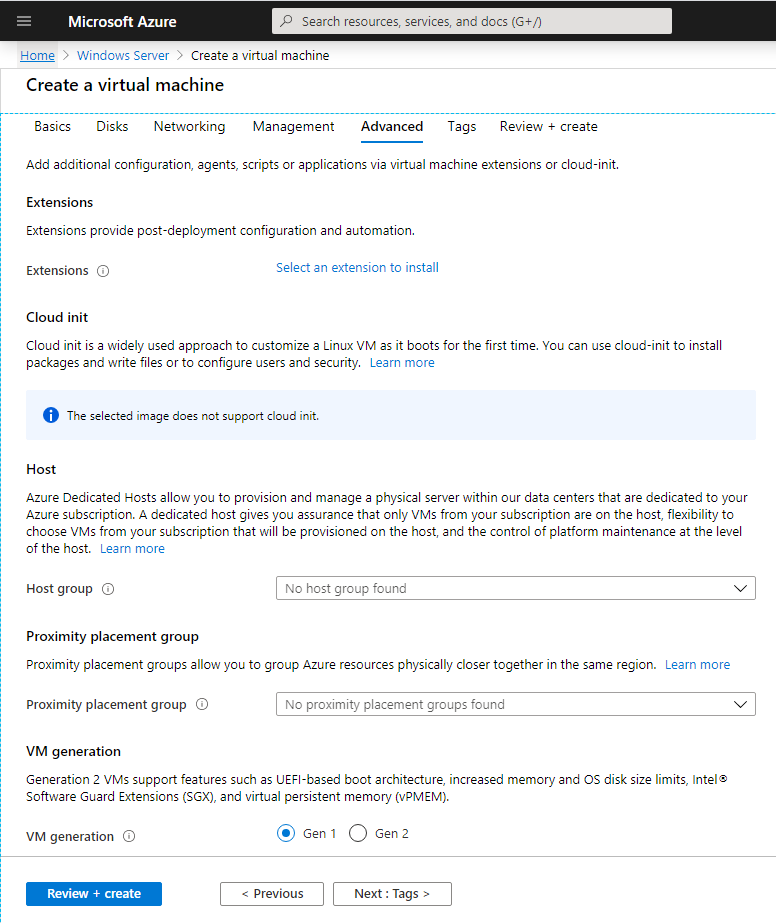 Microsoft Azure
Search resources, services, and docs (G+/)
Home > Windows Server > Create a virtual machine
Create a virtual machine
Basics Disks Networking Management Advanced Tags Review + create
Add additional configuration, agents, scripts or applications via virtual machine extensions or cloud-init.
Extensions
Extensions provide post-deployment configuration and automation.
Extensions
Select an extension to install
Cloud init
Cloud init is a widely used approach to customize a Linux VM as it boots for the first time. You can use cloud-init to install
packages and write files or to configure users and security. Learn more
The selected image does not support cloud init.
Host
Azure Dedicated Hosts allow you to provision and manage a physical server within our data centers that are dedicated to your
Azure subscription. A dedicated host gives you assurance that only VMs from your subscription are on the host, flexibility to
choose VMs from your subscription that will be provisioned on the host, and the control of platform maintenance at the level
of the host. Learn more
Host group
No host group found
Proximity placement group
Proximity placement groups allow you to group Azure resources physically closer together in the same region. Learn more
Proximity placement group
No proximity placement groups found
VM generation
Generation 2 VMs support features such as UEFI-based boot architecture, increased memory and OS disk size limits, Intel®
Software Guard Extensions (SGX), and virtual persistent memory (vPMEM).
VM generation
Gen 1 Gen 2
Review + create
< Previous
Next : Tags >